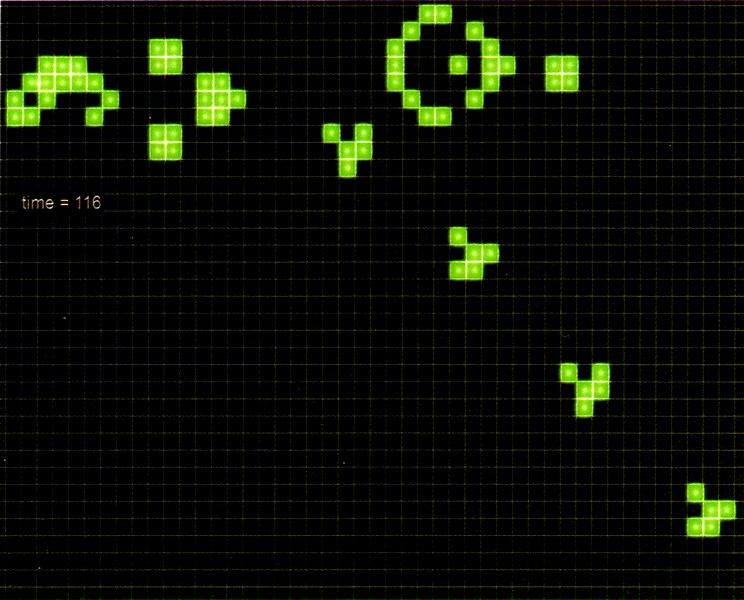 time = 116